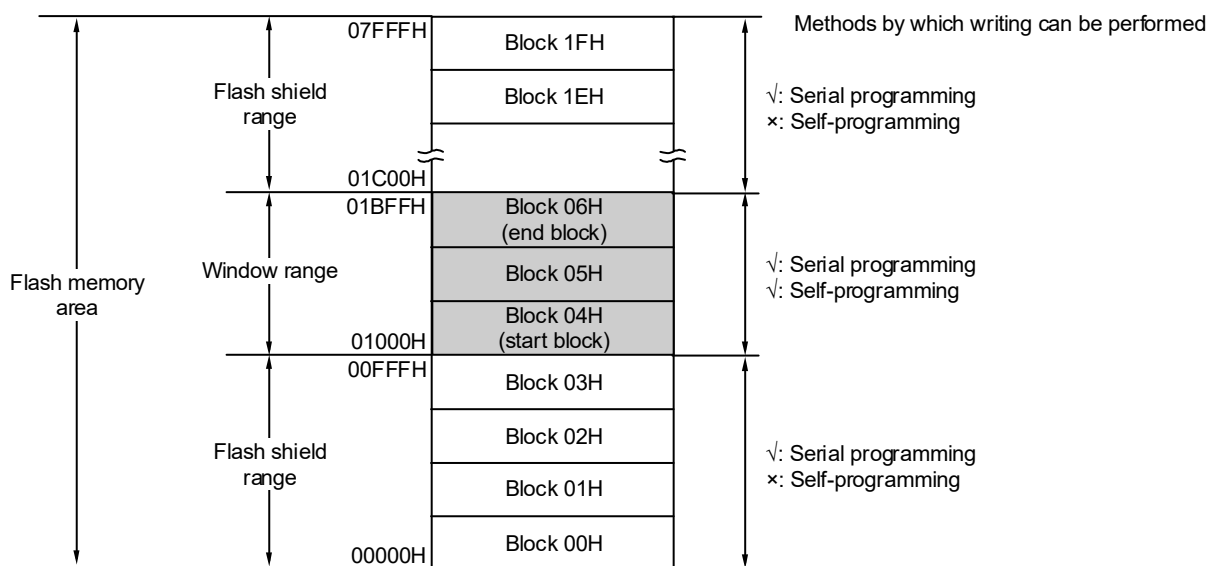 Methods by which writing can be performed
07FFFH
Block 1FH
Flash shield
range
Block 1EH
√: Serial programming
×: Self-programming
01C00H
01BFFH
Block 06H
(end block)
Flash memory
area
Window range
Block 05H
√: Serial programming
√: Self-programming
Block 04H
(start block)
01000H
00FFFH
Block 03H
Flash shield
range
Block 02H
√: Serial programming
×: Self-programming
Block 01H
Block 00H
00000H